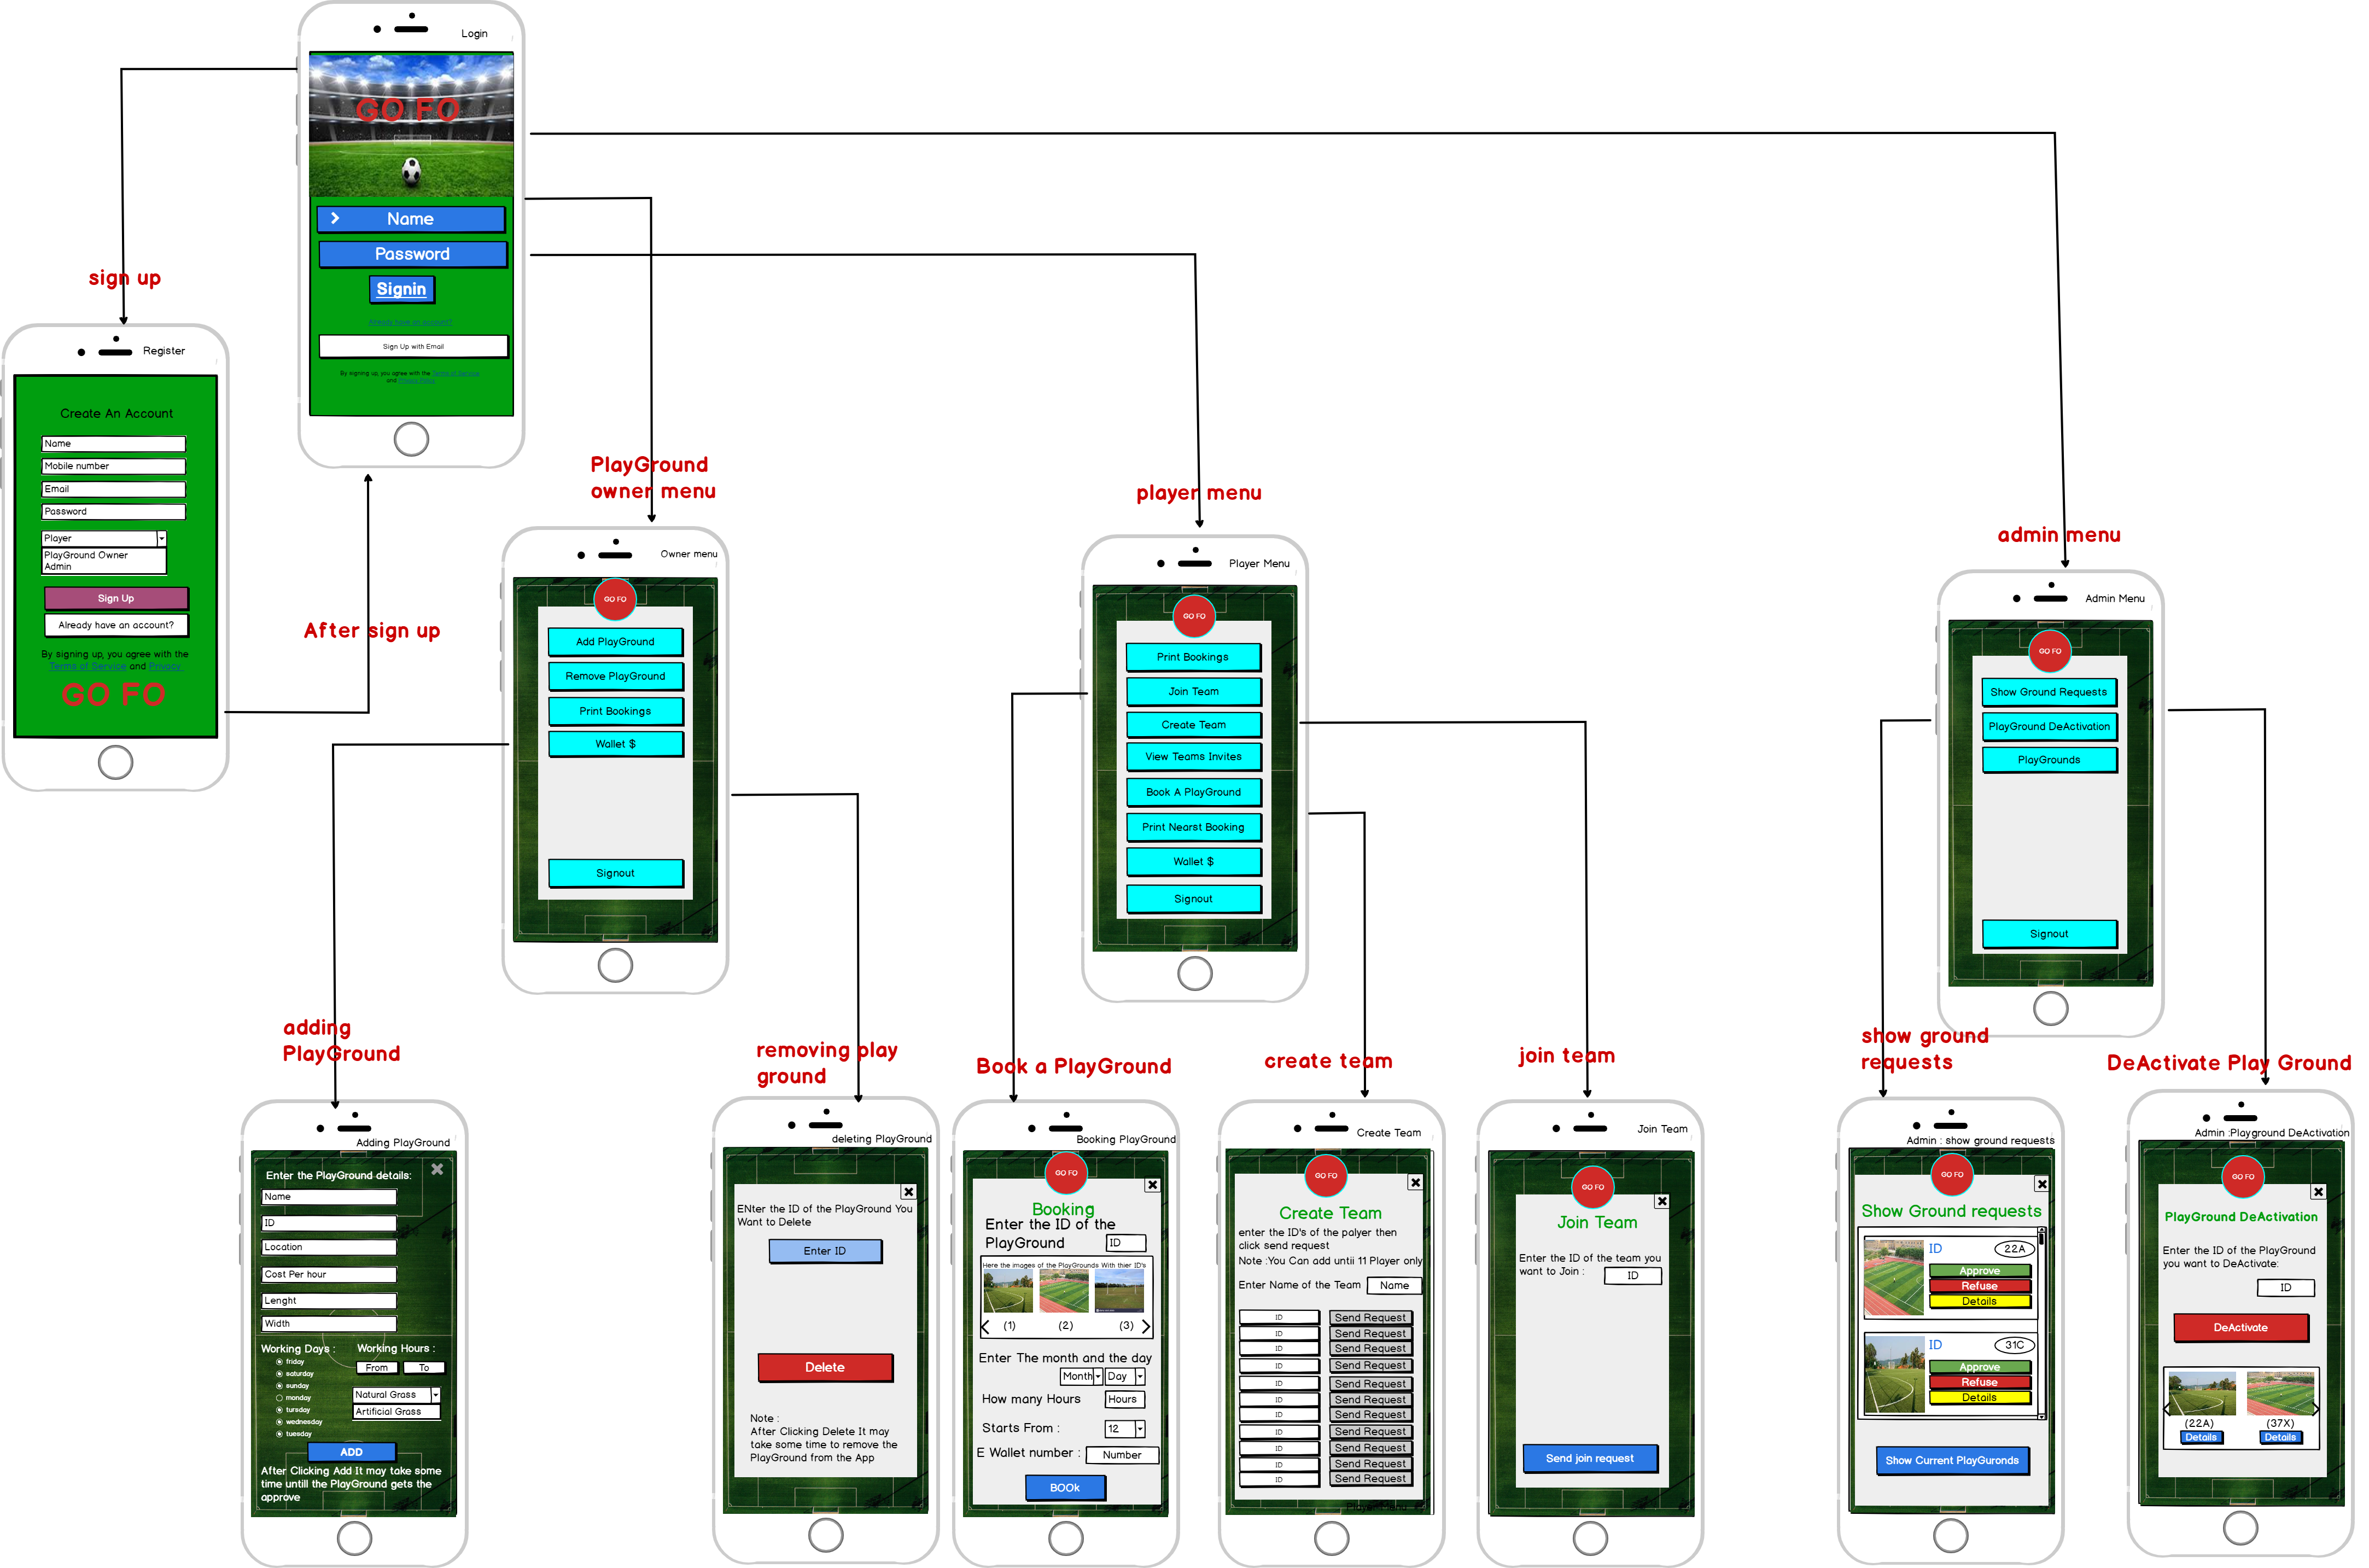 Login
GO FO
Name
Password
Signin
Already have an account?
Sign Up with Email
By signing up, you agree with the Terms of Service
and Privacy Policy
sign up
Register
Create An Account
Name
Mobile number
Email
Password
Player
PlayGround Owner
Admin
Sign Up
Already have an account?
By signing up, you agree with the
Terms of Service and Privacy.
GO FO
After sign up
PlayGround
owner menu
Owner menu
GO FO
Add PlayGround
Remove PlayGround
Print Bookings
Wallet $
Signout
player menu
Player Menu
GO FO
Print Bookings
Join Team
Create Team
View Teams Invites
Book A PlayGround
Print Nearst Booking
Wallet $
Signout
admin menu
Admin Menu
GO FO
Show Ground Requests
PlayGround DeActivation
PlayGrounds
Signout
adding
PlayGround
Adding PlayGround
Enter the PlayGround details:
Name
ID
Location
Cost Per hour
Lenght
Width
Working Days :
Working Hours :
friday
saturday
sunday
monday
tursday
wednesday
tuesday
From
To
Natural Grass
Artificial Grass
ADD
After Clicking Add It may take some
time untill the PlayGround gets the
approve
removing play
ground
deleting PlayGround
ENter the ID of the PlayGround You
Want to Delete
Enter ID
Delete
Note :
After Clicking Delete It may
take some time to remove the
PlayGround from the App
Book a PlayGround
Booking PlayGround
GO FO
Booking
Enter the ID of the
PlayGround
ID
Here the images of the PlayGrounds With thier ID's
(1)
(2)
(3)
Enter The month and the day
Month
Day
How many Hours
Hours
Starts From :
12
E Wallet number :
Number
BOOk
create team
Create Team
GO FO
Create Team
enter the ID's of the palyer then
click send request
Note :You Can add untii 11 Player only
Enter Name of the Team
Name
ID
Send Request
ID
Send Request
ID
Send Request
ID
Send Request
ID
Send Request
ID
Send Request
ID
Send Request
ID
Send Request
ID
Send Request
ID
Send Request
ID
Send Request
Player Menu
join team
Join Team
GO FO
Join Team
Enter the ID of the team you
want to Join :
ID
Send join request
show ground
requests
Admin : show ground requests
GO FO
Show Ground requests
ID
22A
Approve
Refuse
Details
ID
31C
Approve
Refuse
Details
Show Current PlayGuronds
DeActivate Play Ground
Admin :Playground DeActivation
GO FO
PlayGround DeActivation
Enter the ID of the PlayGround
you want to DeActivate:
ID
DeActivate
(22A)
(37X)
Details
Details